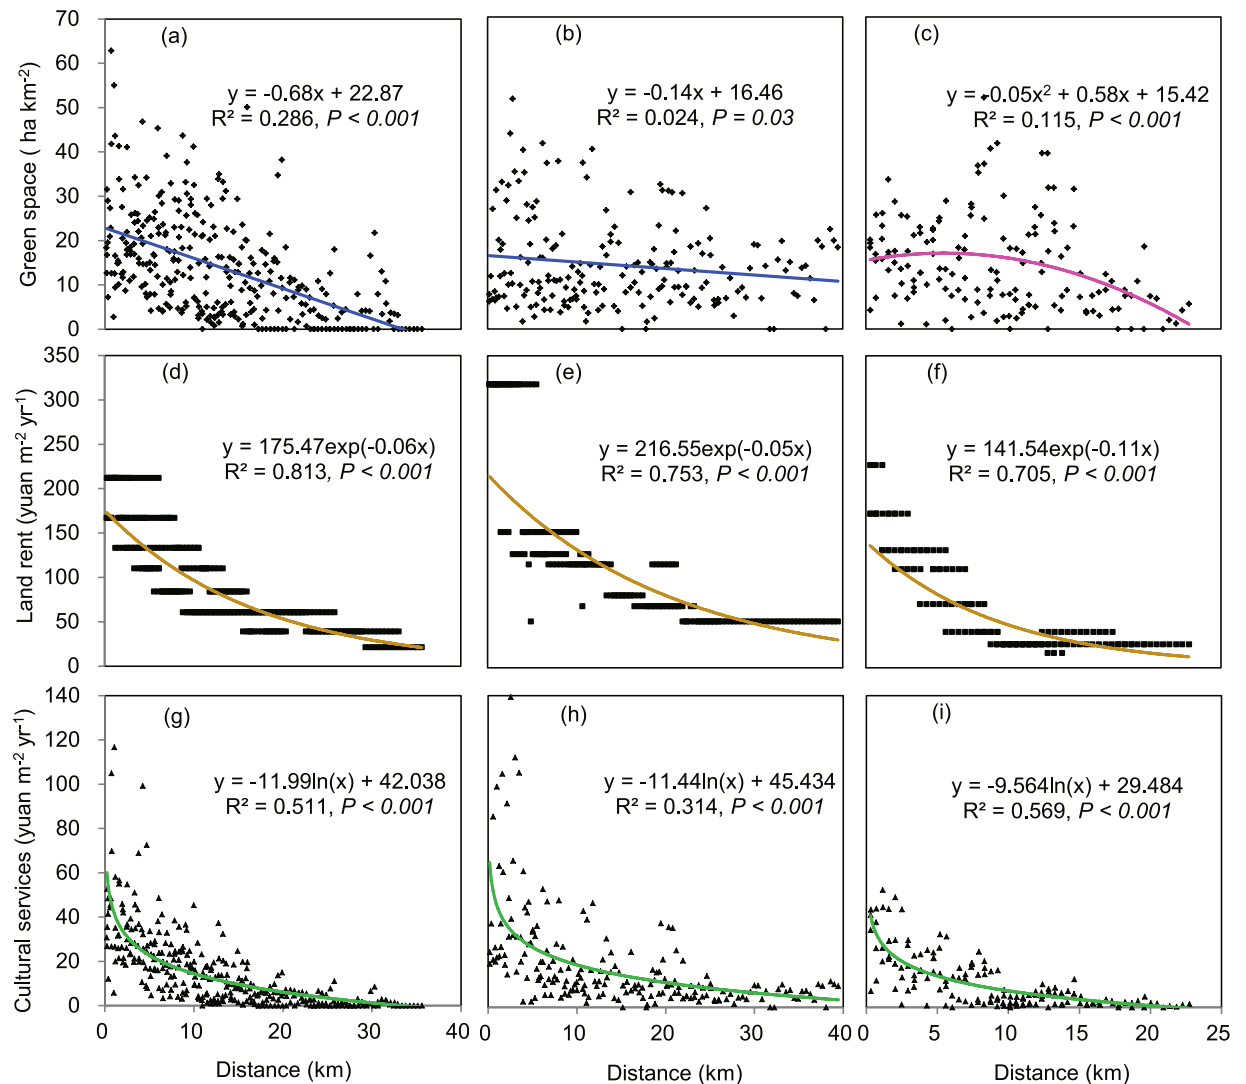 70
60
50
40
30
20
10
0
Green space ( ha km⁻²)
(a)
y = -0.68x + 22.87
R² = 0.286, P < 0.001
(b)
y = -0.14x + 16.46
R² = 0.024, P = 0.03
(c)
y = -0.05x² + 0.58x + 15.42
R² = 0.115, P < 0.001
350
300
250
200
150
100
50
0
Land rent (yuan m⁻² yr⁻¹)
(d)
y = 175.47exp(-0.06x)
R² = 0.813, P < 0.001
(e)
y = 216.55exp(-0.05x)
R² = 0.753, P < 0.001
(f)
y = 141.54exp(-0.11x)
R² = 0.705, P < 0.001
140
120
100
80
60
40
20
0
Cultural services (yuan m⁻² yr⁻¹)
(g)
y = -11.99ln(x) + 42.038
R² = 0.511, P < 0.001
(h)
y = -11.44ln(x) + 45.434
R² = 0.314, P < 0.001
(i)
y = -9.564ln(x) + 29.484
R² = 0.569, P < 0.001
0 10 20 30 40
0 10 20 30 40
0 5 10 15 20 25
Distance (km)
Distance (km)
Distance (km)